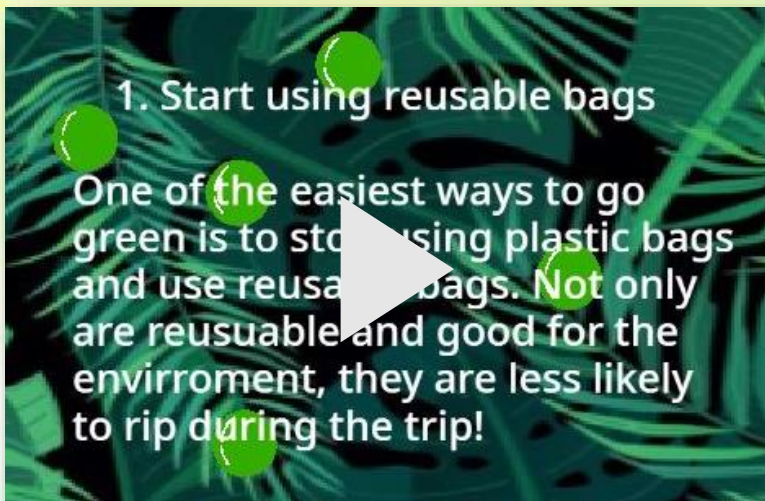 1. Start using reusable bags
One of the easiest ways to go
green is to stop using plastic bags
and use reusable bags. Not only
are reusuable and good for the
envirroment, they are less likely
to rip during the trip!